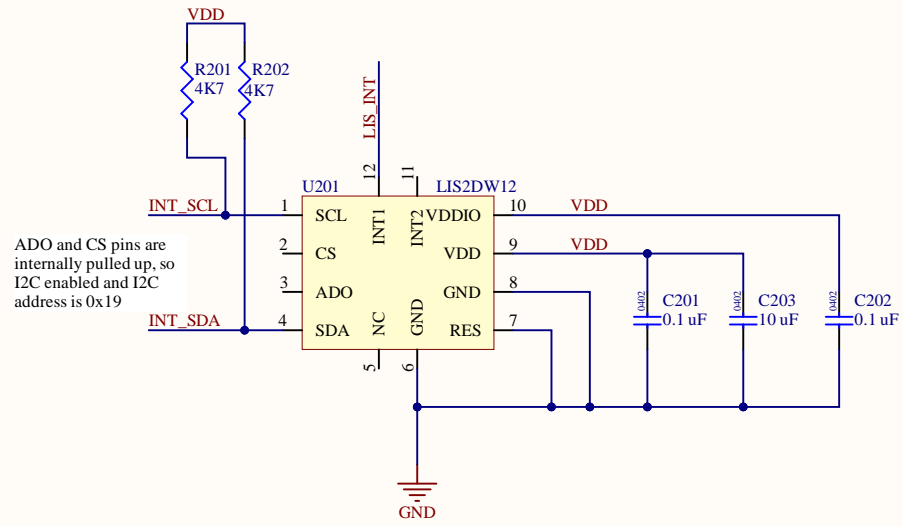 VDD
R201
4K7
R202
4K7
LIS_INT
12
11
U201
LIS2DW12
INT_SCL
1
SCL
INT1
INT2
VDDIO
10
VDD
ADO and CS pins are
internally pulled up, so
I2C enabled and I2C
address is 0x19
2
CS
VDD
9
VDD
3
ADO
GND
8
0402
C201
0.1 uF
0402
C203
10 uF
0402
C202
0.1 uF
INT_SDA
4
SDA
NC
GND
RES
7
5
6
GND